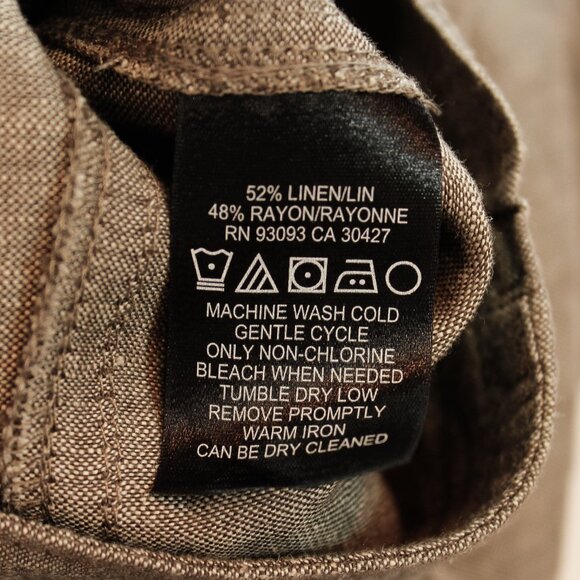 52% LINEN/LIN
48% RAYON/RAYONNE
RN 93093 CA 30427
MACHINE WASH COLD
GENTLE CYCLE
ONLY NON-CHLORINE
BLEACH WHEN NEEDED
TUMBLE DRY LOW
REMOVE PROMPTLY
WARM IRON
CAN BE DRY CLEANED